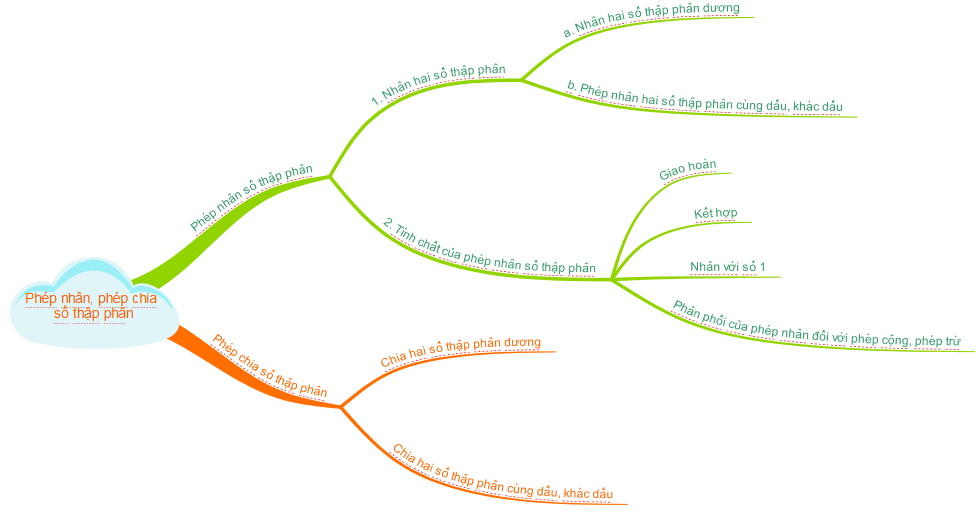 Phép nhân, phép chia
số thập phân
Phép nhân số thập phân
1. Nhân hai số thập phân
a. Nhân hai số thập phân dương
b. Phép nhân hai số thập phân cùng dấu, khác dấu
2. Tính chất của phép nhân số thập phân
Giao hoán
Kết hợp
Nhân với số 1
Phân phối của phép nhân đối với phép cộng, phép trừ
Phép chia số thập phân
Chia hai số thập phân dương
Chia hai số thập phân cùng dấu, khác dấu